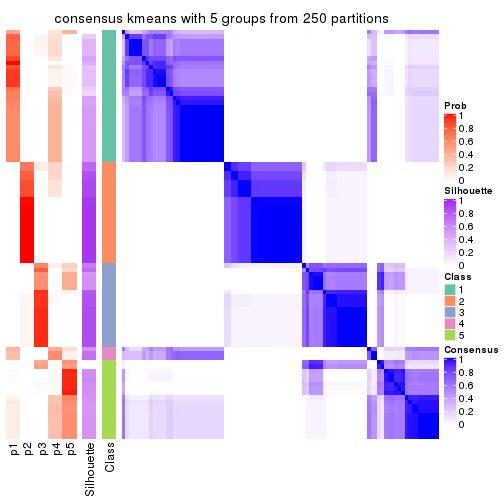 consensus kmeans with 5 groups from 250 partitions
Prob
1
0.8
0.6
0.4
0.2
0
Silhouette
1
0.8
0.6
0.4
0.2
0
Class
1
2
3
4
5
Consensus
1
0.8
0.6
0.4
0.2
0
p1
p2
p3
p4
p5
Silhouette
Class